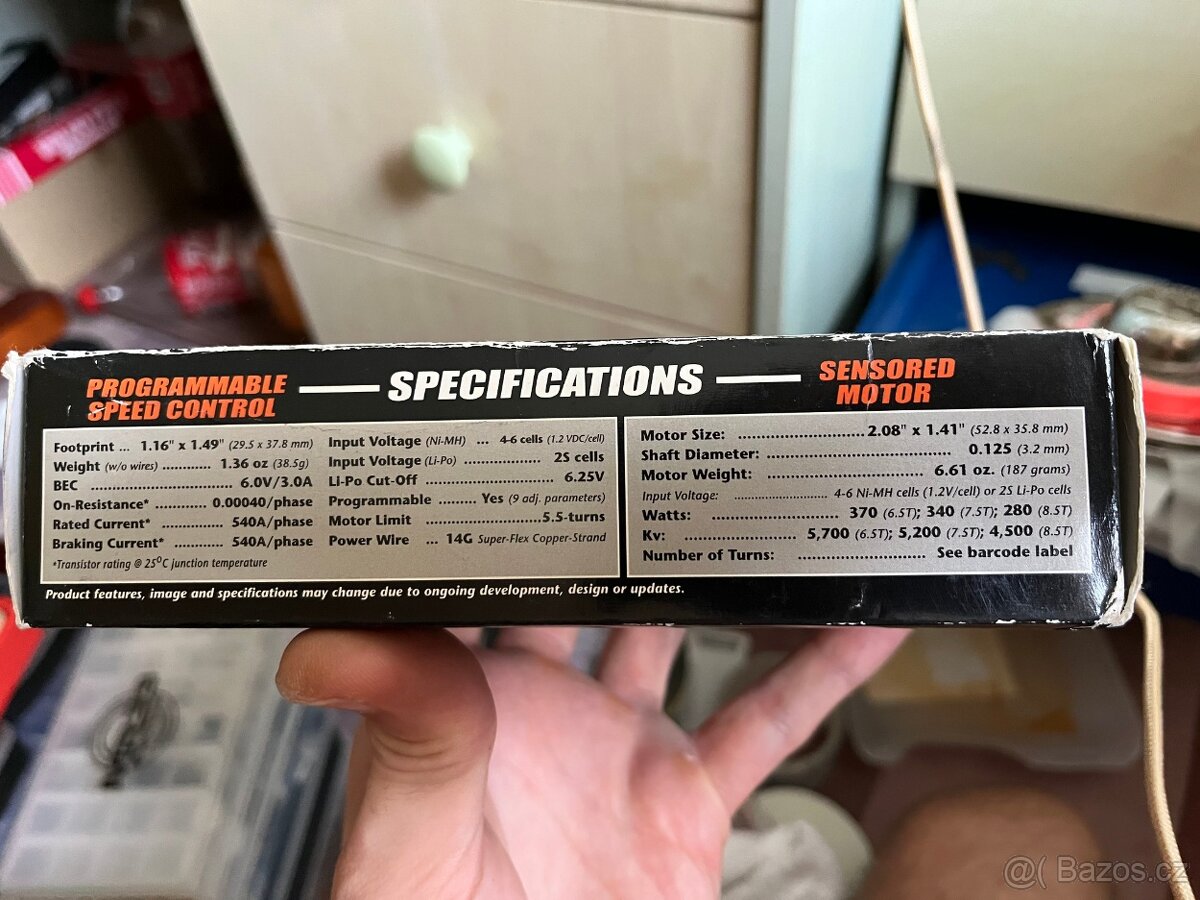 PROGRAMMABLE
SPEED CONTROL
SPECIFICATIONS
SENSORED
MOTOR
Footprint ... 1.16" x 1.49" (29.5 x 37.8 mm)
Weight (w/o wires) ............ 1.36 oz (38.5g)
BEC ................................ 6.0V/3.0A
On-Resistance* ............ 0.00040/phase
Rated Current* ............... 540A/phase
Braking Current* ............ 540A/phase
*Transistor rating @ 25°C junction temperature
Input Voltage (Ni-MH) ... 4-6 cells (1.2 VDC/cell)
Input Voltage (Li-Po) .................. 2S cells
Li-Po Cut-Off ........................... 6.25V
Programmable ........ Yes (9 adj. parameters)
Motor Limit ........................... 5.5-turns
Power Wire ... 14G Super-Flex Copper-Strand
Motor Size: ........................... 2.08" x 1.41" (52.8 x 35.8 mm)
Shaft Diameter: ........................................ 0.125 (3.2 mm)
Motor Weight: ........................................ 6.61 oz. (187 grams)
Input Voltage: ........................ 4-6 Ni-MH cells (1.2V/cell) or 2S Li-Po cells
Watts: ........................ 370 (6.5T); 340 (7.5T); 280 (8.5T)
Kv: ........................ 5,700 (6.5T); 5,200 (7.5T); 4,500 (8.5T)
Number of Turns: ........................ See barcode label
Product features, image and specifications may change due to ongoing development, design or updates.
@( Bazos.cz